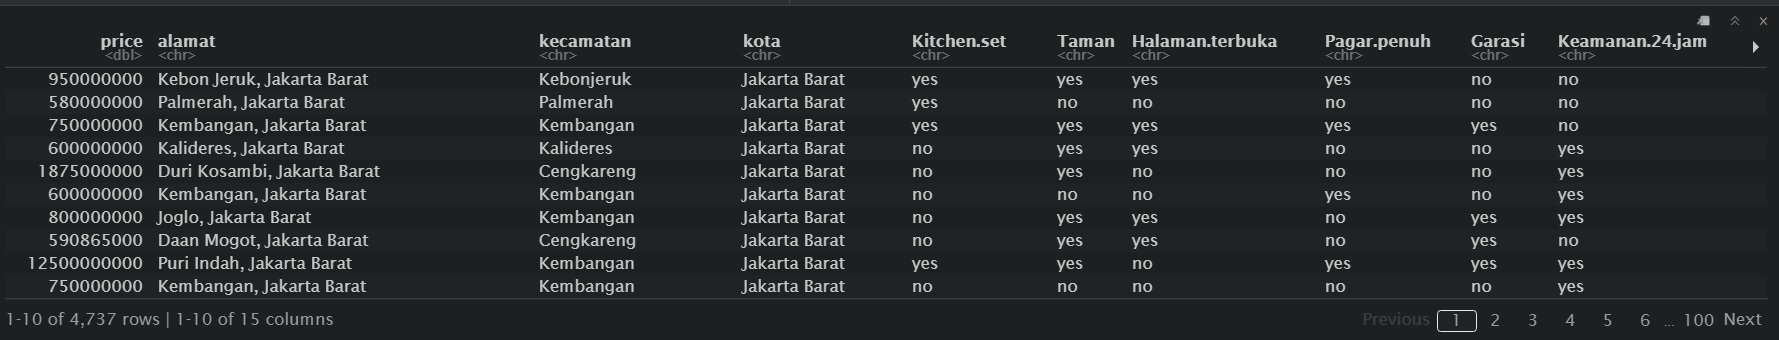 price alamat kecamatan kota Kitchen.set Taman Halaman.terbuka Pagar.penuh Garasi Keamanan.24.jam
<dbl> <chr> <chr> <chr> <chr> <chr> <chr> <chr> <chr> <chr>
950000000 Kebon Jeruk, Jakarta Barat Kebonjeruk Jakarta Barat yes yes yes yes no no
580000000 Palmerah, Jakarta Barat Palmerah Jakarta Barat yes no no no no no
750000000 Kembangan, Jakarta Barat Kembangan Jakarta Barat yes yes yes yes yes no
600000000 Kalideres, Jakarta Barat Kalideres Jakarta Barat no yes yes no no yes
1875000000 Duri Kosambi, Jakarta Barat Cengkareng Jakarta Barat no yes no no no yes
600000000 Kembangan, Jakarta Barat Kembangan Jakarta Barat no no no yes no yes
800000000 Joglo, Jakarta Barat Kembangan Jakarta Barat no yes yes no yes yes
590865000 Daan Mogot, Jakarta Barat Cengkareng Jakarta Barat no yes yes no yes no
12500000000 Puri Indah, Jakarta Barat Kembangan Jakarta Barat yes yes no yes yes yes
750000000 Kembangan, Jakarta Barat Kembangan Jakarta Barat no no no no no yes
1-10 of 4,737 rows | 1-10 of 15 columns Previous 1 2 3 4 5 6 ... 100 Next